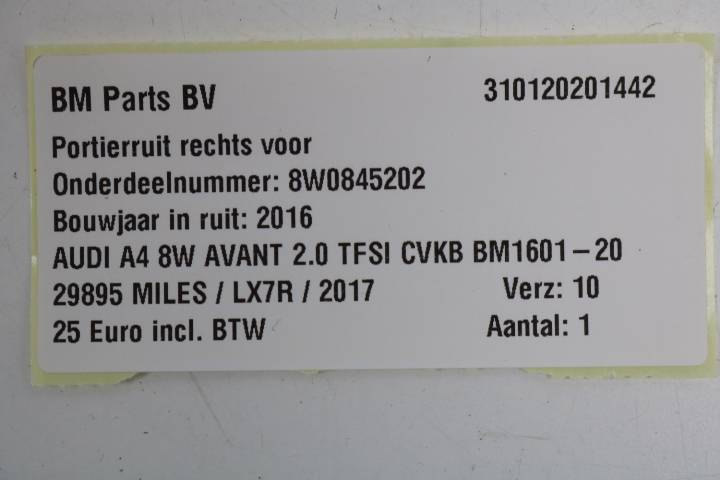 BM Parts BV 310120201442
Portierruit rechts voor
Onderdeelnummer: 8W0845202
Bouwjaar in ruit: 2016
AUDI A4 8W AVANT 2.0 TFSI CVKB BM1601-20
29895 MILES / LX7R / 2017 Verz: 10
25 Euro incl. BTW Aantal: 1